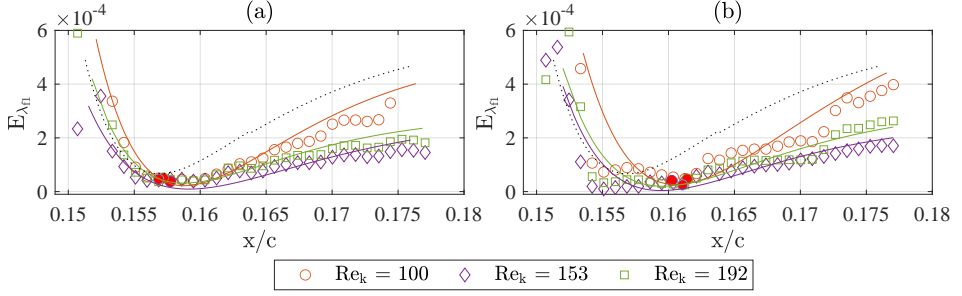 (a) (b)
×10⁻⁴ ×10⁻⁴
6 6
4 4
2 2
0 0
E_λf1 E_λf1
0.15 0.155 0.16 0.165 0.17 0.175 0.18 0.15 0.155 0.16 0.165 0.17 0.175 0.18
x/c x/c
Re_k = 100 Re_k = 153 Re_k = 192